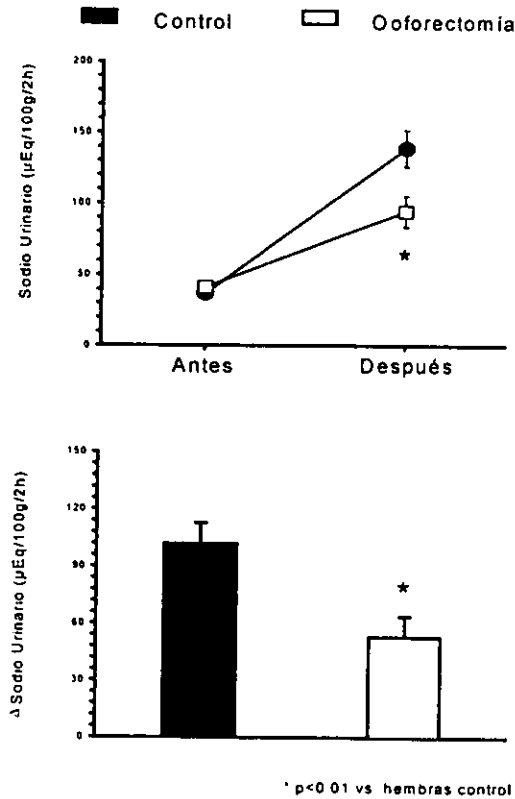 Control Ooforectomía
Sodio Urinario (µEq/100g/2h)
200
150
100
50
0
Antes Después
*
Δ Sodio Urinario (µEq/100g/2h)
150
120
90
60
30
0
*
* p<0 01 vs hembras control